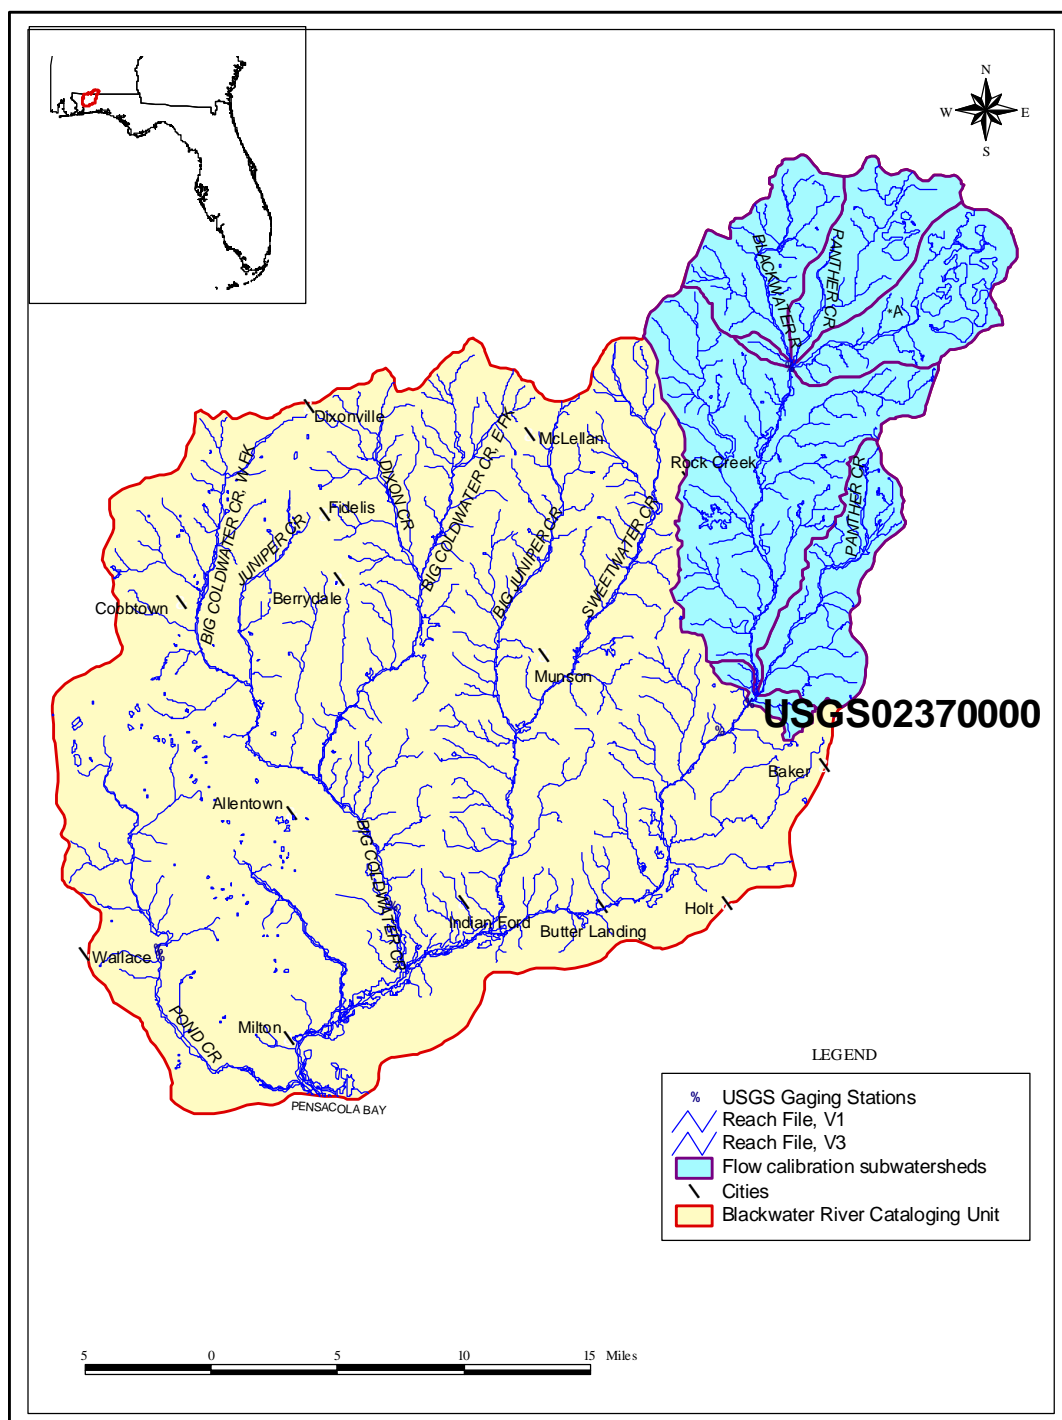 N
W
E
S
BLACKWATER R
PANTHER CR
*A
Dixonville
McLellan
Rock Creek
BIG COLDWATER CR, W FK
DIXON CR
BIG COLDWATER CR, E FK
PANTHER CR
Fidelis
JUNIPER CR
BIG JUNIPER CR
SWEETWATER CR
Berrydale
Cobbtown
Munson
USGS02370000
Baker
Allentown
BIG COLDWATER CR
Indian Ford
Butter Landing
Holt
Wallace
POND CR
Milton
PENSACOLA BAY
LEGEND
% USGS Gaging Stations
Reach File, V1
Reach File, V3
Flow calibration subwatersheds
Cities
Blackwater River Cataloging Unit
5 0 5 10 15 Miles